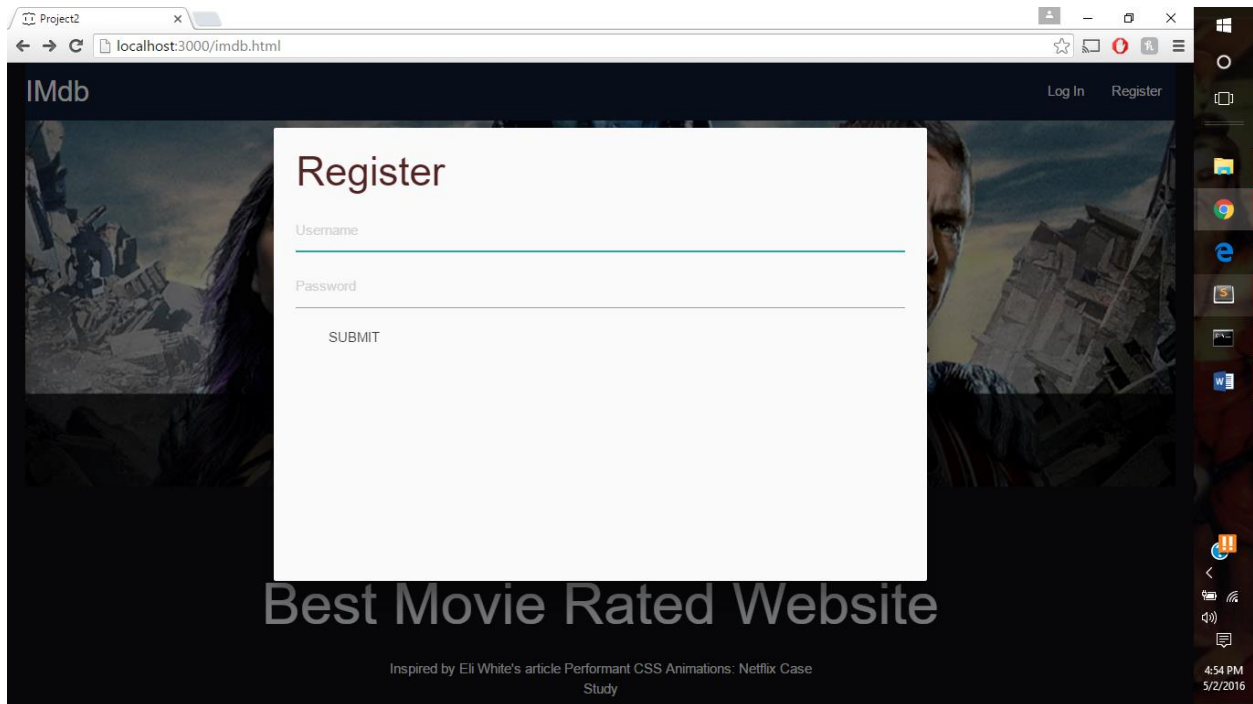 Project2
localhost:3000/imdb.html
IMdb
Log In
Register
Register
Username
Password
SUBMIT
Best Movie Rated Website
Inspired by Eli White's article Performant CSS Animations: Netflix Case
Study
4:54 PM
5/2/2016